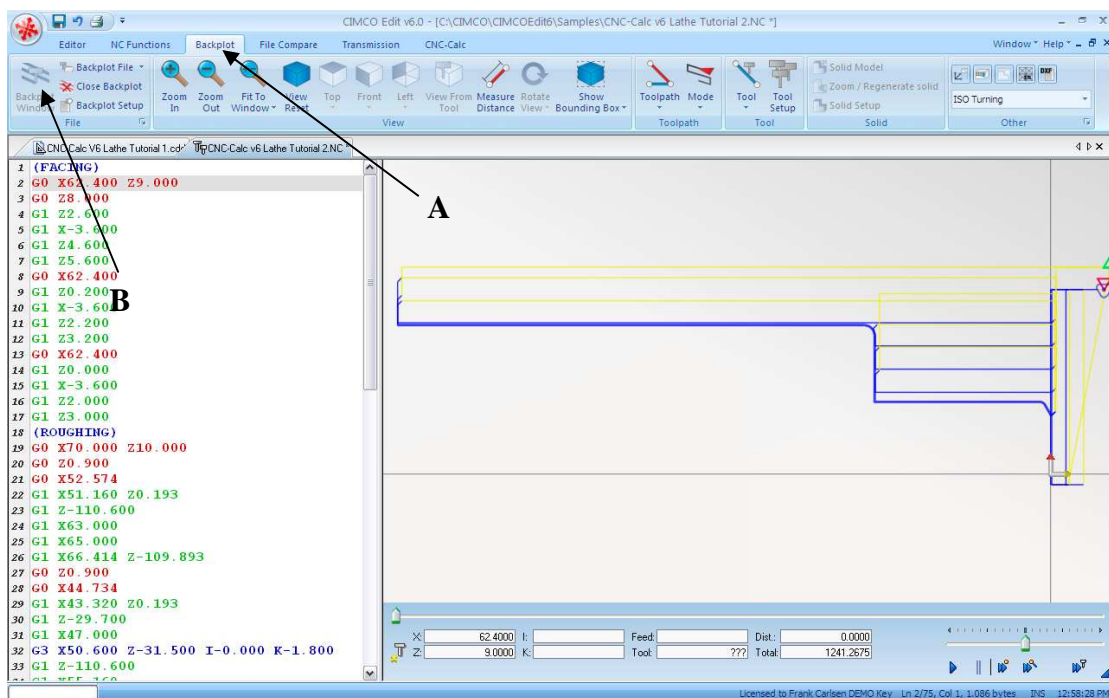 CIMCO Edit v6.0 - [C:\CIMCO\CIMCOEdit6\Samples\CNC-Calc v6 Lathe Tutorial 2.NC *]
Editor NC Functions Backplot File Compare Transmission CNC-Calc Window Help
Backplot Window
Backplot File
Close Backplot
Backplot Setup
File
Zoom In
Zoom Out
Fit To Window
View Reset
Top
Front
Left
View From Tool
Measure Distance
Rotate View
Show Bounding Box
View
Toolpath
Mode
Toolpath
Tool
Tool Setup
Tool
Solid Model
Zoom / Regenerate solid
Solid Setup
Solid
DXF
ISO Turning
Other
CNC-Calc V6 Lathe Tutorial 1.cdd* CNC-Calc v6 Lathe Tutorial 2.NC *
1 (FACING)
2 G0 X62.400 Z9.000
3 G0 Z8.000
4 G1 Z2.600
5 G1 X-3.600
6 G1 Z4.600
7 G1 Z5.600
8 G0 X62.400
9 G1 Z0.200
10 G1 X-3.600
11 G1 Z2.200
12 G1 Z3.200
13 G0 X62.400
14 G1 Z0.000
15 G1 X-3.600
16 G1 Z2.000
17 G1 Z3.000
18 (ROUGHING)
19 G0 X70.000 Z10.000
20 G0 Z0.900
21 G0 X52.574
22 G1 X51.160 Z0.193
23 G1 Z-110.600
24 G1 X63.000
25 G1 X65.000
26 G1 X66.414 Z-109.893
27 G0 Z0.900
28 G0 X44.734
29 G1 X43.320 Z0.193
30 G1 Z-29.700
31 G1 X47.000
32 G3 X50.600 Z-31.500 I-0.000 K-1.800
33 G1 Z-110.600
A
B
X: 62.4000 I: Feed: Dist.: 0.0000
Z: 9.0000 K: Tool: ??? Total: 1241.2675
Licensed to Frank Carlsen DEMO Key Ln 2/75, Col 1, 1.086 bytes INS 12:58:28